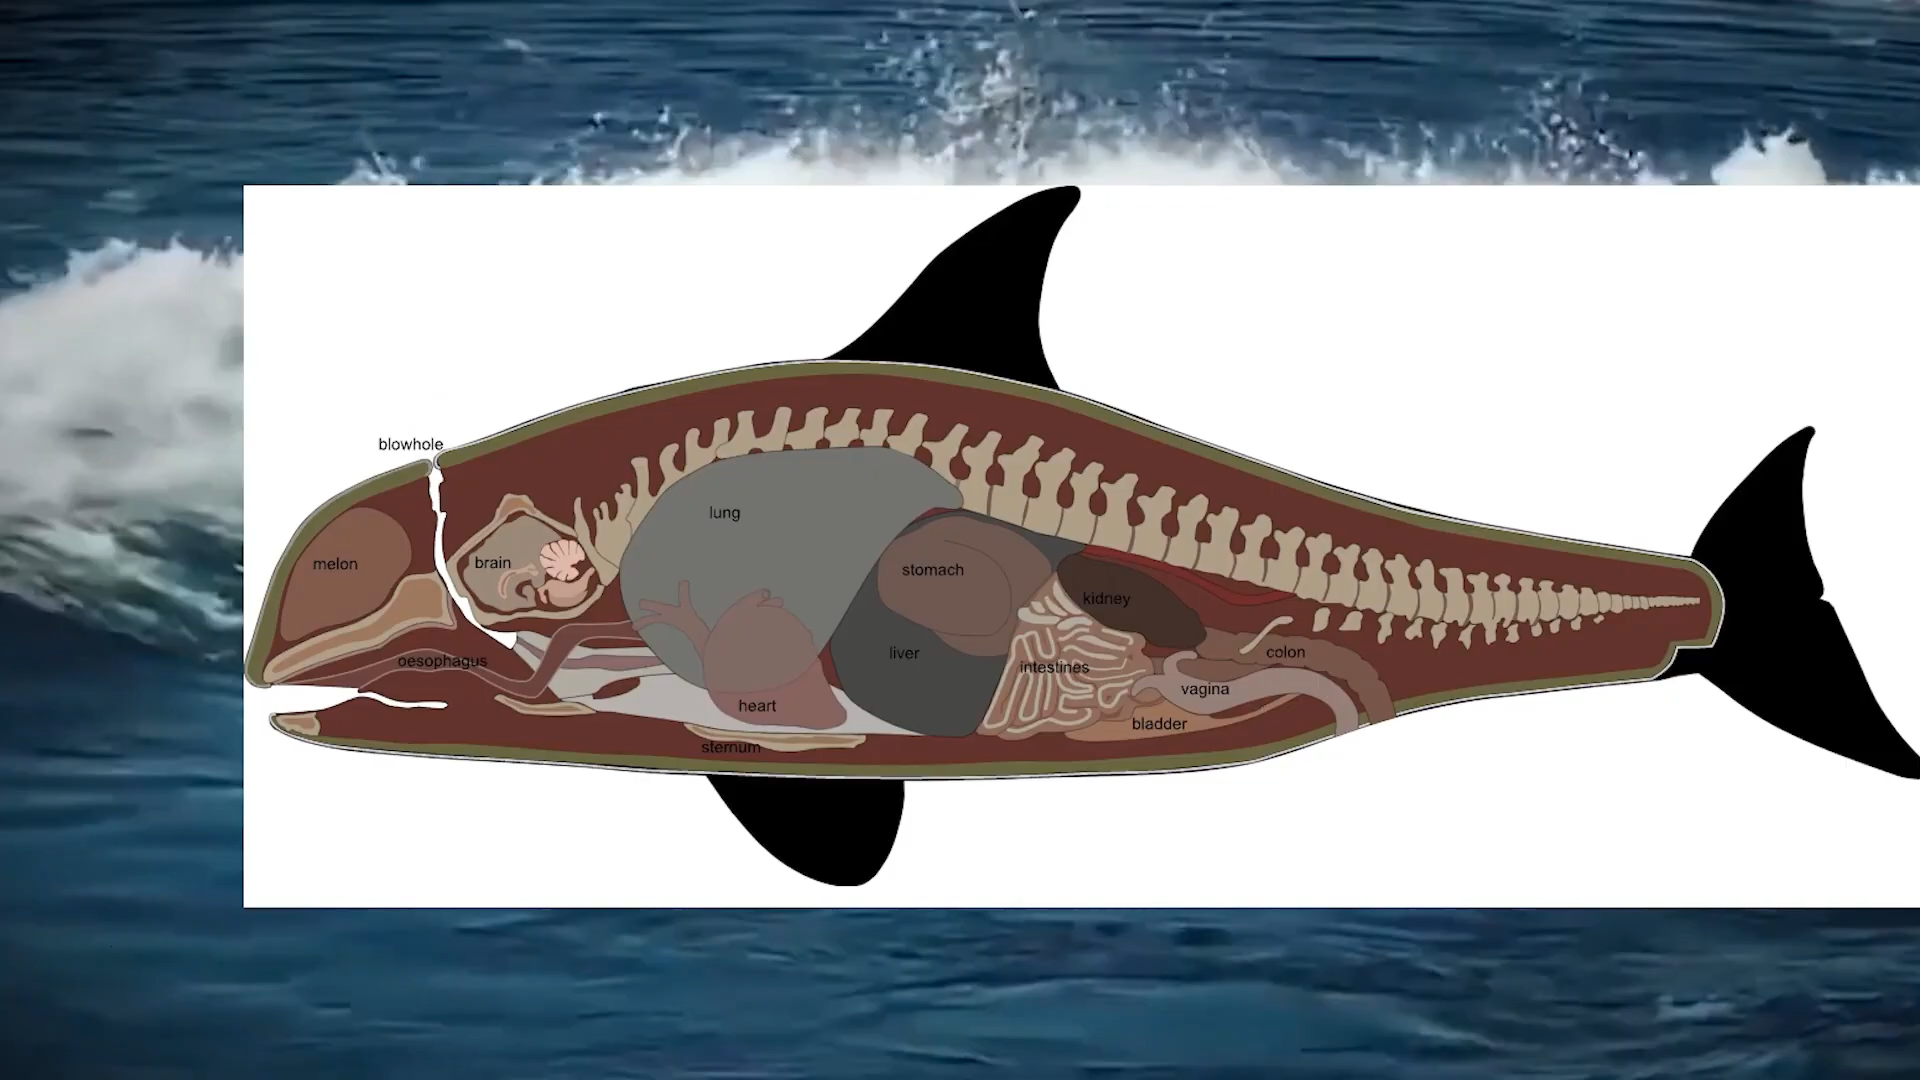 blowhole
lung
melon
brain
stomach
kidney
oesophagus
liver
intestines
colon
vagina
heart
bladder
sternum